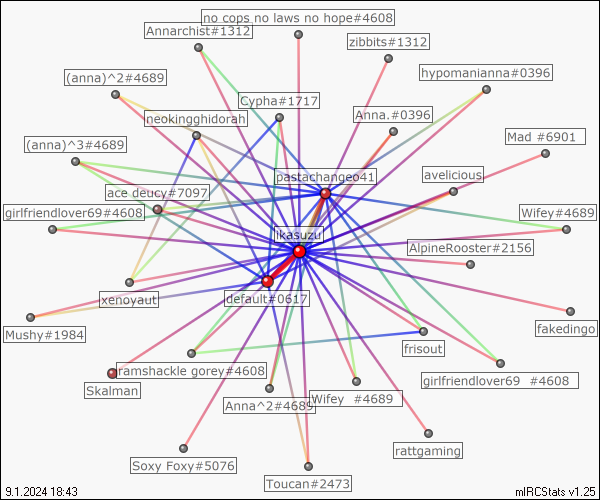 no cops no laws no hope#4608
Annarchist#1312
zibbits#1312
(anna)^2#4689
hypomanianna#0396
Cypha#1717
neokingghidorah
Anna.#0396
(anna)^3#4689
Mad #6901
pastachangeo41
avelicious
ace deucy#7097
girlfriendlover69#4608
Wifey#4689
jkasuzu
AlpineRooster#2156
xenoyaut
default#0617
Mushy#1984
fakedingo
frisout
ramshackle gorey#4608
Skalman
girlfriendlover69 #4608
Anna^2#4689
Wifey #4689
rattgaming
Soxy Foxy#5076
Toucan#2473
9.1.2024 18:43
mIRCStats v1.25